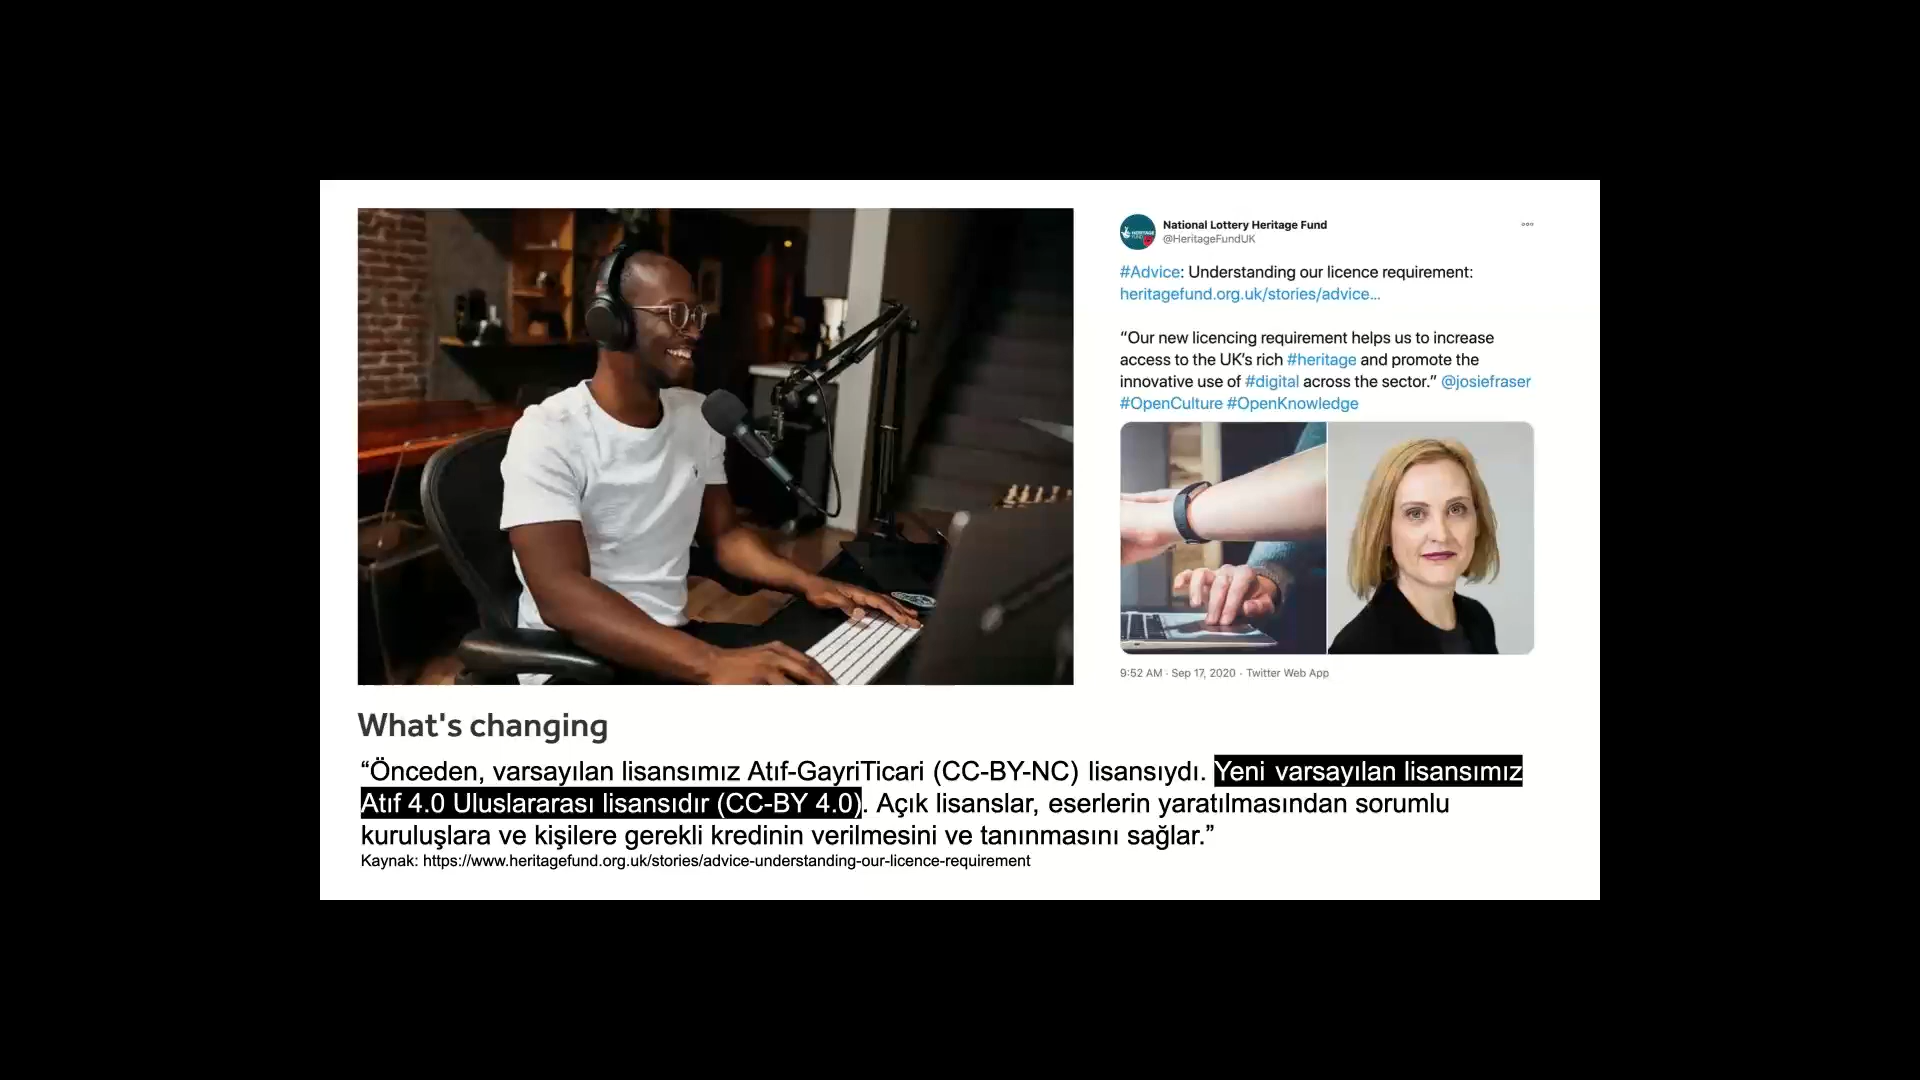 National Lottery Heritage Fund
@HeritageFundUK
#Advice: Understanding our licence requirement:
heritagefund.org.uk/stories/advice...
“Our new licencing requirement helps us to increase
access to the UK’s rich #heritage and promote the
innovative use of #digital across the sector.” @josiefraser
#OpenCulture #OpenKnowledge
9:52 AM · Sep 17, 2020 · Twitter Web App
What's changing
“Önceden, varsayılan lisansımız Atıf-GayriTicari (CC-BY-NC) lisansıydı. Yeni varsayılan lisansımız
Atıf 4.0 Uluslararası lisansıdır (CC-BY 4.0). Açık lisanslar, eserlerin yaratılmasından sorumlu
kuruluşlara ve kişilere gerekli kredinin verilmesini ve tanınmasını sağlar.”
Kaynak: https://www.heritagefund.org.uk/stories/advice-understanding-our-licence-requirement